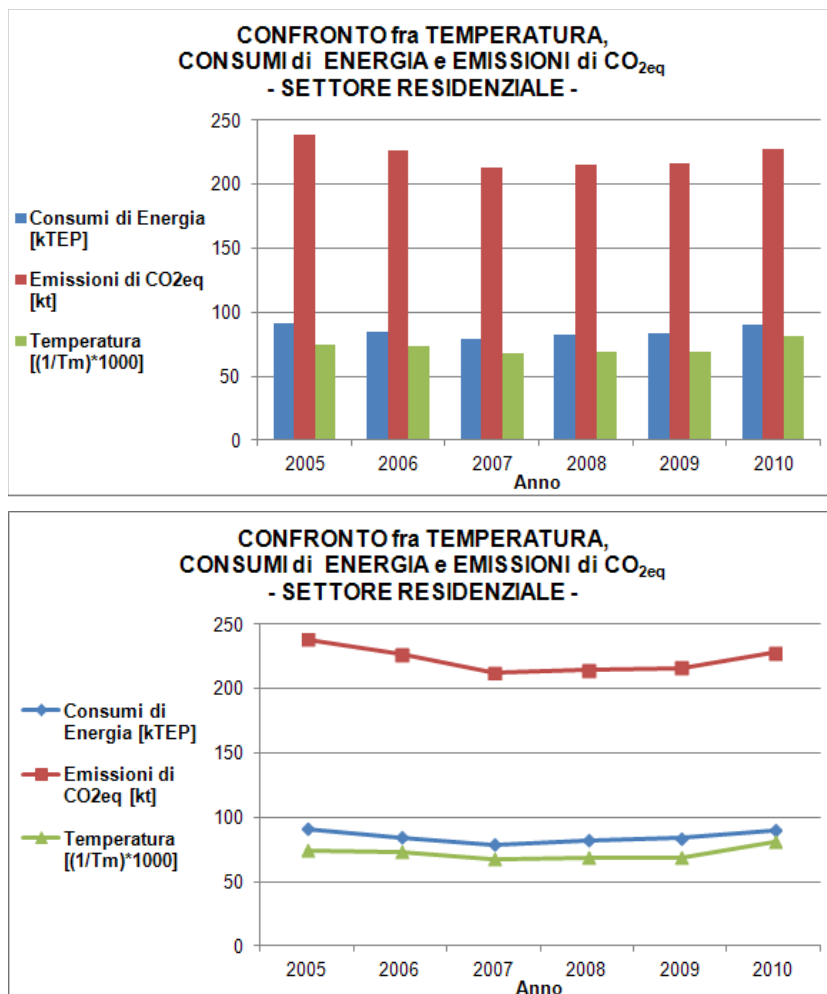 CONFRONTO fra TEMPERATURA,
CONSUMI di ENERGIA e EMISSIONI di CO2eq
- SETTORE RESIDENZIALE -
250
200
150
100
50
0
Consumi di Energia
[kTEP]
Emissioni di CO2eq
[kt]
Temperatura
[(1/Tm)*1000]
2005 2006 2007 2008 2009 2010
Anno
CONFRONTO fra TEMPERATURA,
CONSUMI di ENERGIA e EMISSIONI di CO2eq
- SETTORE RESIDENZIALE -
250
200
150
100
50
0
Consumi di
Energia [kTEP]
Emissioni di
CO2eq [kt]
Temperatura
[(1/Tm)*1000]
2005 2006 2007 2008 2009 2010
Anno